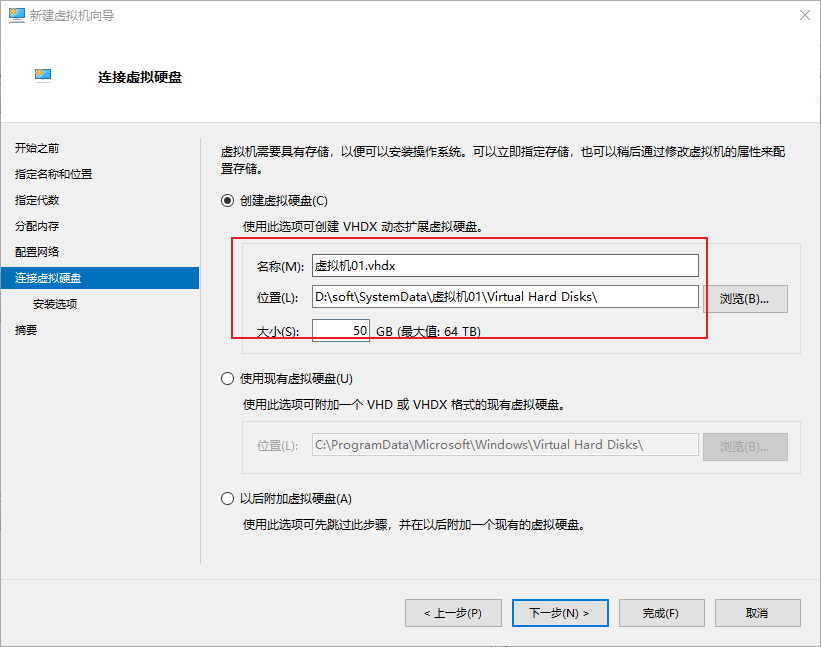 新建虚拟机向导
连接虚拟硬盘
开始之前
指定名称和位置
指定代数
分配内存
配置网络
连接虚拟硬盘
安装选项
摘要
虚拟机需要具有存储，以便可以安装操作系统。可以立即指定存储，也可以稍后通过修改虚拟机的属性来配
置存储。
创建虚拟硬盘(C)
使用此选项可创建 VHDX 动态扩展虚拟硬盘。
名称(M): 虚拟机01.vhdx
位置(L): D:\soft\SystemData\虚拟机01\Virtual Hard Disks\ 浏览(B)...
大小(S): 50 GB (最大值: 64 TB)
使用现有虚拟硬盘(U)
使用此选项可附加一个 VHD 或 VHDX 格式的现有虚拟硬盘。
位置(L): C:\ProgramData\Microsoft\Windows\Virtual Hard Disks\ 浏览(B)...
以后附加虚拟硬盘(A)
使用此选项可先跳过此步骤，并在以后附加一个现有的虚拟硬盘。
< 上一步(P) 下一步(N) > 完成(F) 取消